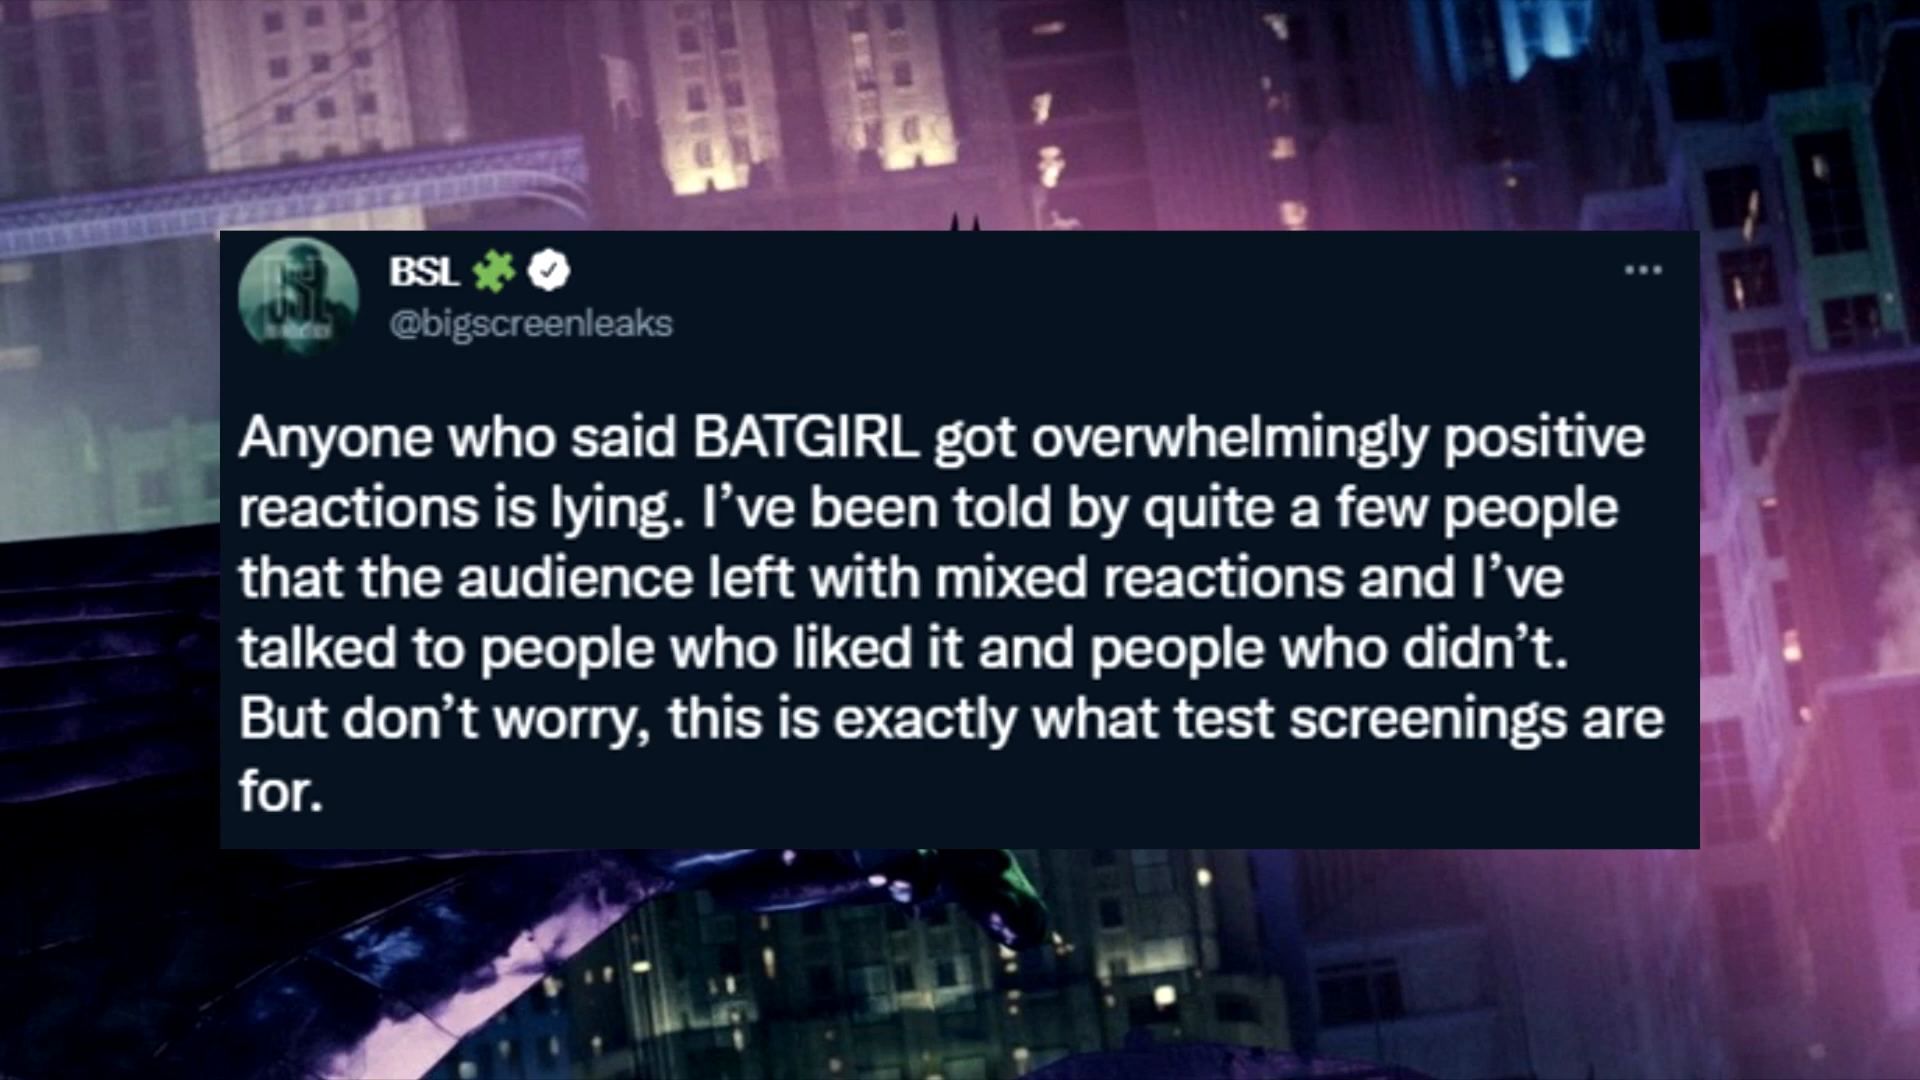 BSL
@bigscreenleaks
Anyone who said BATGIRL got overwhelmingly positive
reactions is lying. I’ve been told by quite a few people
that the audience left with mixed reactions and I’ve
talked to people who liked it and people who didn’t.
But don’t worry, this is exactly what test screenings are
for.